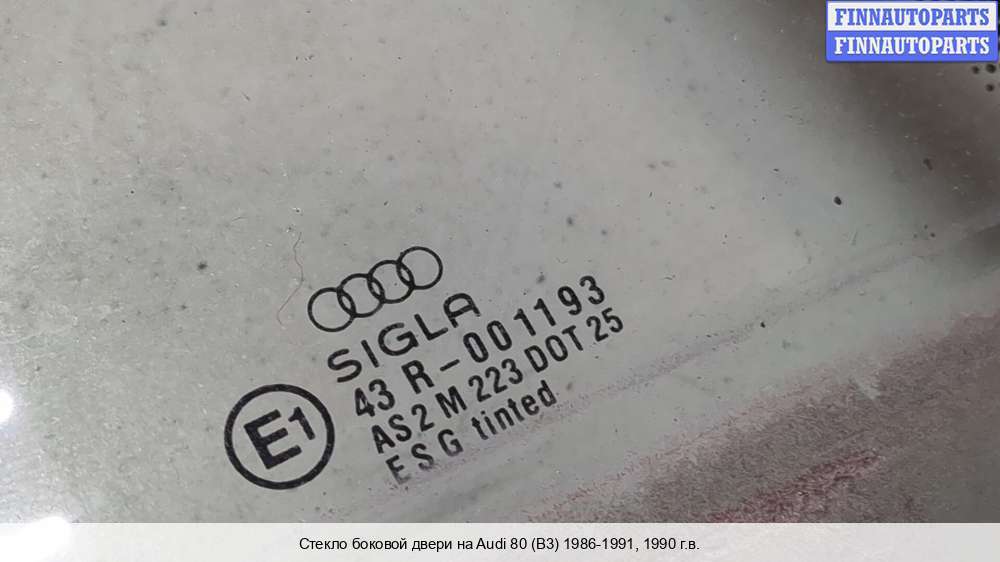 FINNAUTOPARTS
FINNAUTOPARTS
SIGLA
43 R-001193
AS2 M 223 DOT 25
ESG tinted
E1
Стекло боковой двери на Audi 80 (B3) 1986-1991, 1990 г.в.